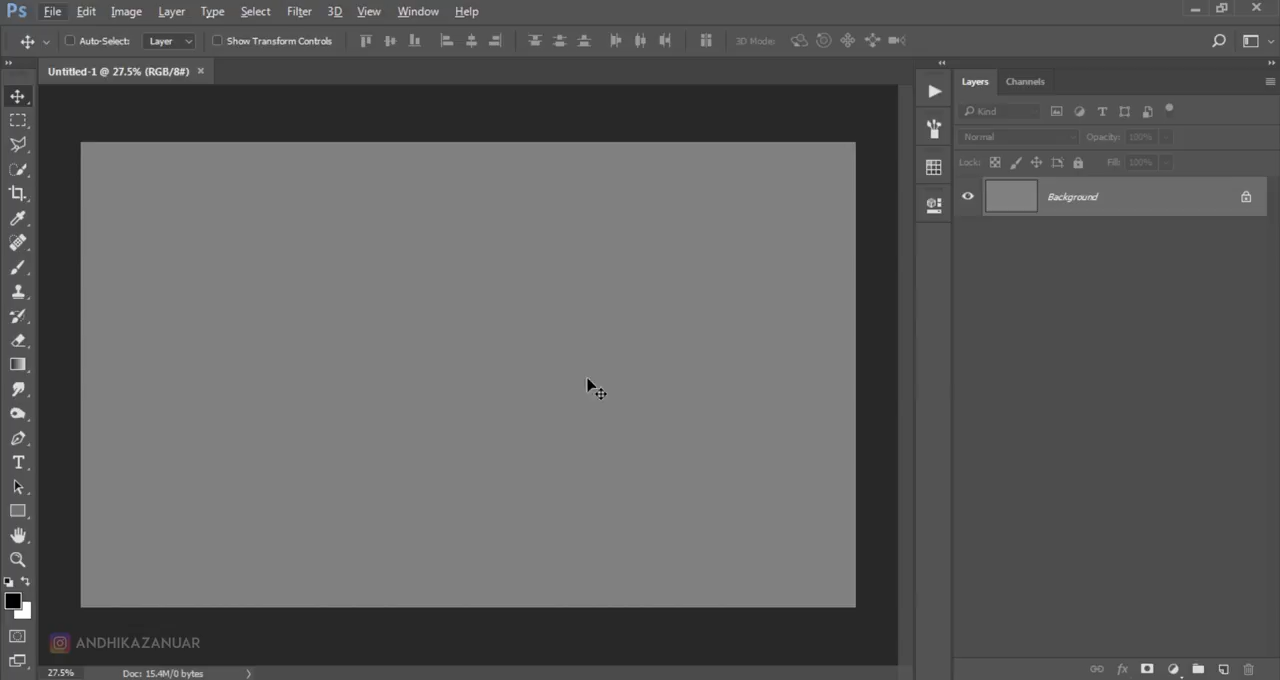 Ps File Edit Image Layer Type Select Filter 3D View Window Help
Auto-Select: Layer Show Transform Controls 3D Mode:
Untitled-1 @ 27.5% (RGB/8#) ×
Layers Channels
Kind
Normal Opacity: 100%
Lock: Fill: 100%
Background
ANDHIKAZANUAR
27.5% Doc: 15.4M/0 bytes